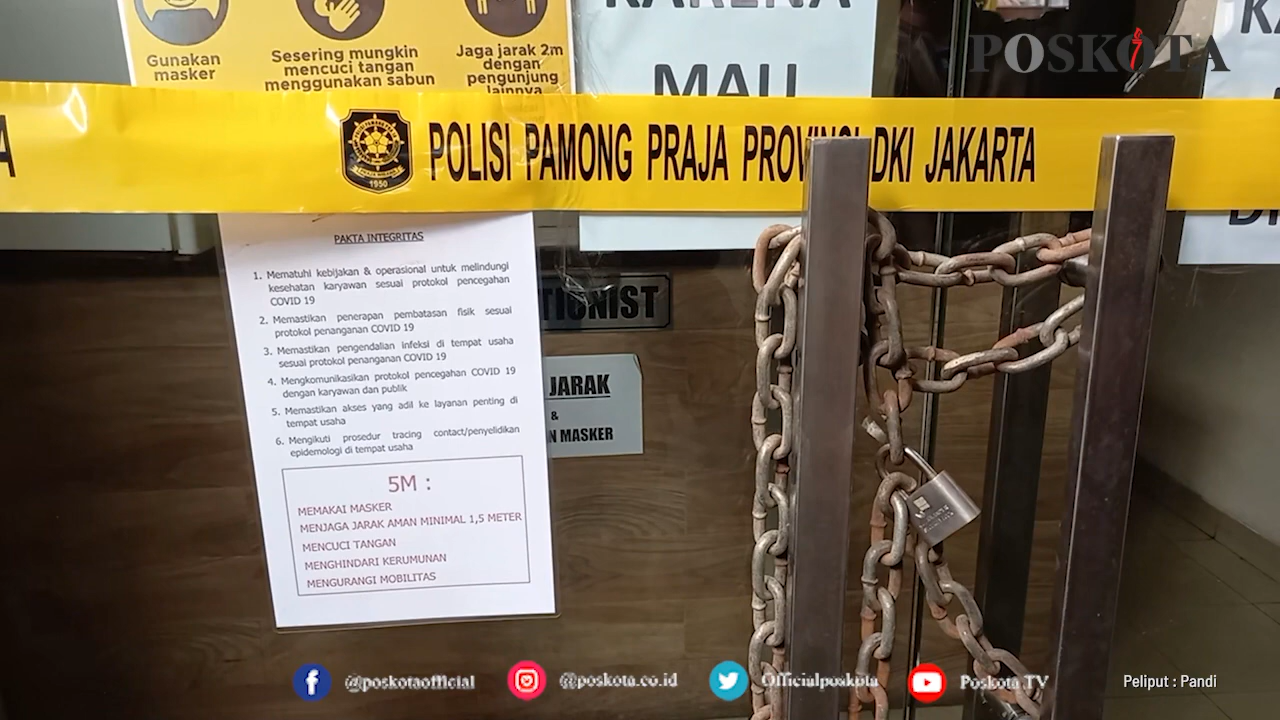 Gunakan
masker
Sesering mungkin
mencuci tangan
menggunakan sabun
Jaga jarak 2m
dengan
pengunjung
lainnya
KARENA
MAU
POSKOTA
POLISI PAMONG PRAJA PROVINSI DKI JAKARTA
1950
PAKTA INTEGRITAS
1. Mematuhi kebijakan & operasional untuk melindungi
kesehatan karyawan sesuai protokol pencegahan
COVID 19
2. Memastikan penerapan pembatasan fisik sesuai
protokol penanganan COVID 19
3. Memastikan pengendalian infeksi di tempat usaha
sesuai protokol penanganan COVID 19
4. Mengkomunikasikan protokol pencegahan COVID 19
dengan karyawan dan publik
5. Memastikan akses yang adil ke layanan penting di
tempat usaha
6. Mengikuti prosedur tracing contact/penyelidikan
epidemologi di tempat usaha
5M :
MEMAKAI MASKER
MENJAGA JARAK AMAN MINIMAL 1,5 METER
MENCUCI TANGAN
MENGHINDARI KERUMUNAN
MENGURANGI MOBILITAS
TIONIST
JARAK
&
N MASKER
@poskotaofficial
@poskota.co.id
Officialposkota
Poskota TV
Peliput : Pandi